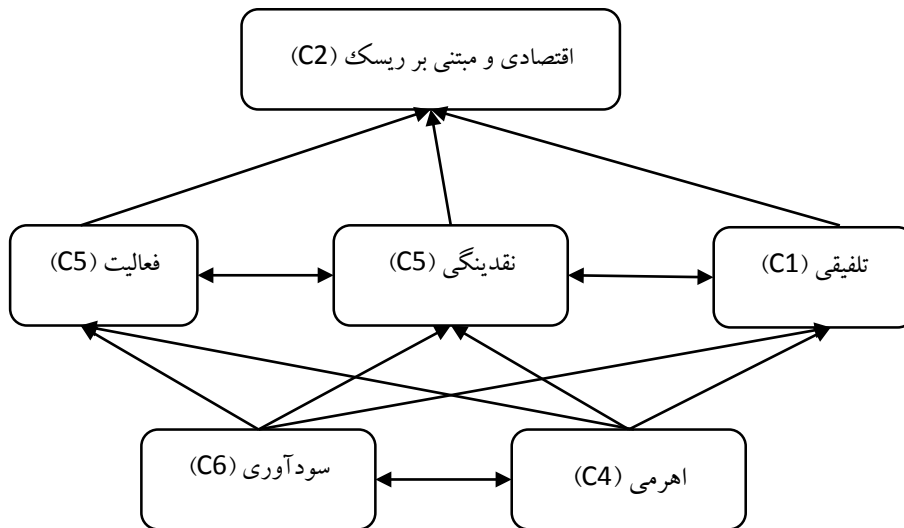 اقتصادی و مبتنی بر ریسک (C2)
تلفیقی (C1)
نقدینگی (C5)
فعالیت (C5)
اهرمی (C4)
سودآوری (C6)